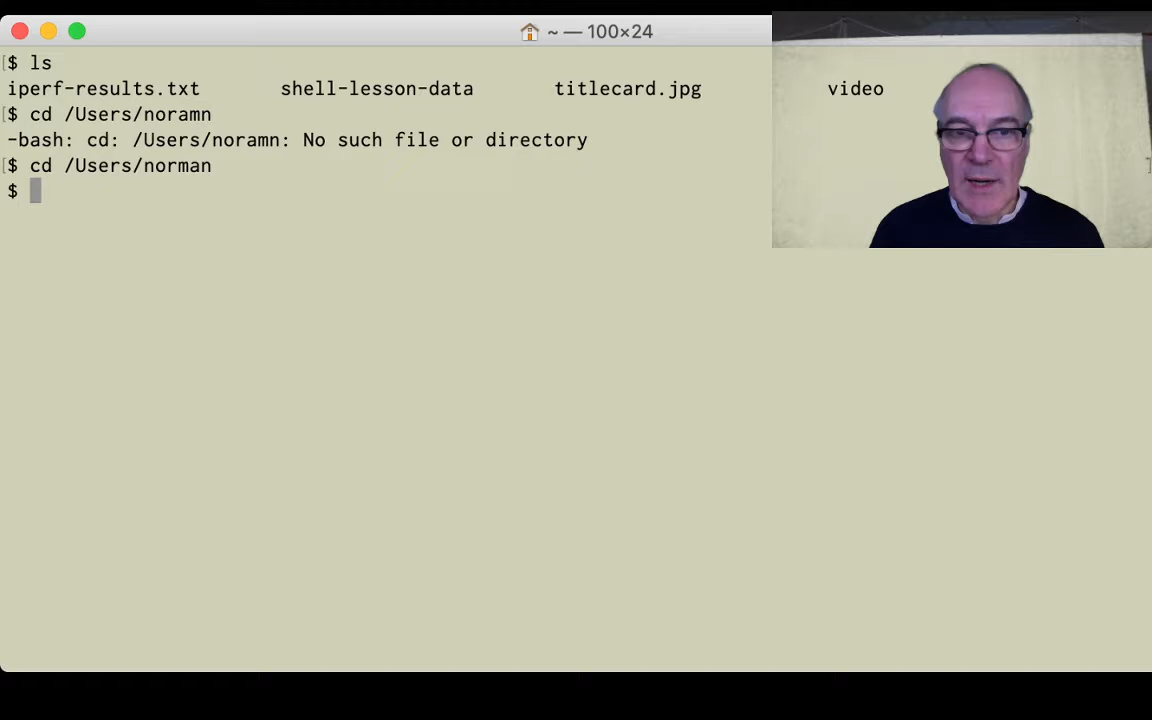 ~ — 100×24
[$ ls
iperf-results.txt shell-lesson-data titlecard.jpg video
[$ cd /Users/noramn
-bash: cd: /Users/noramn: No such file or directory
[$ cd /Users/norman ]
$